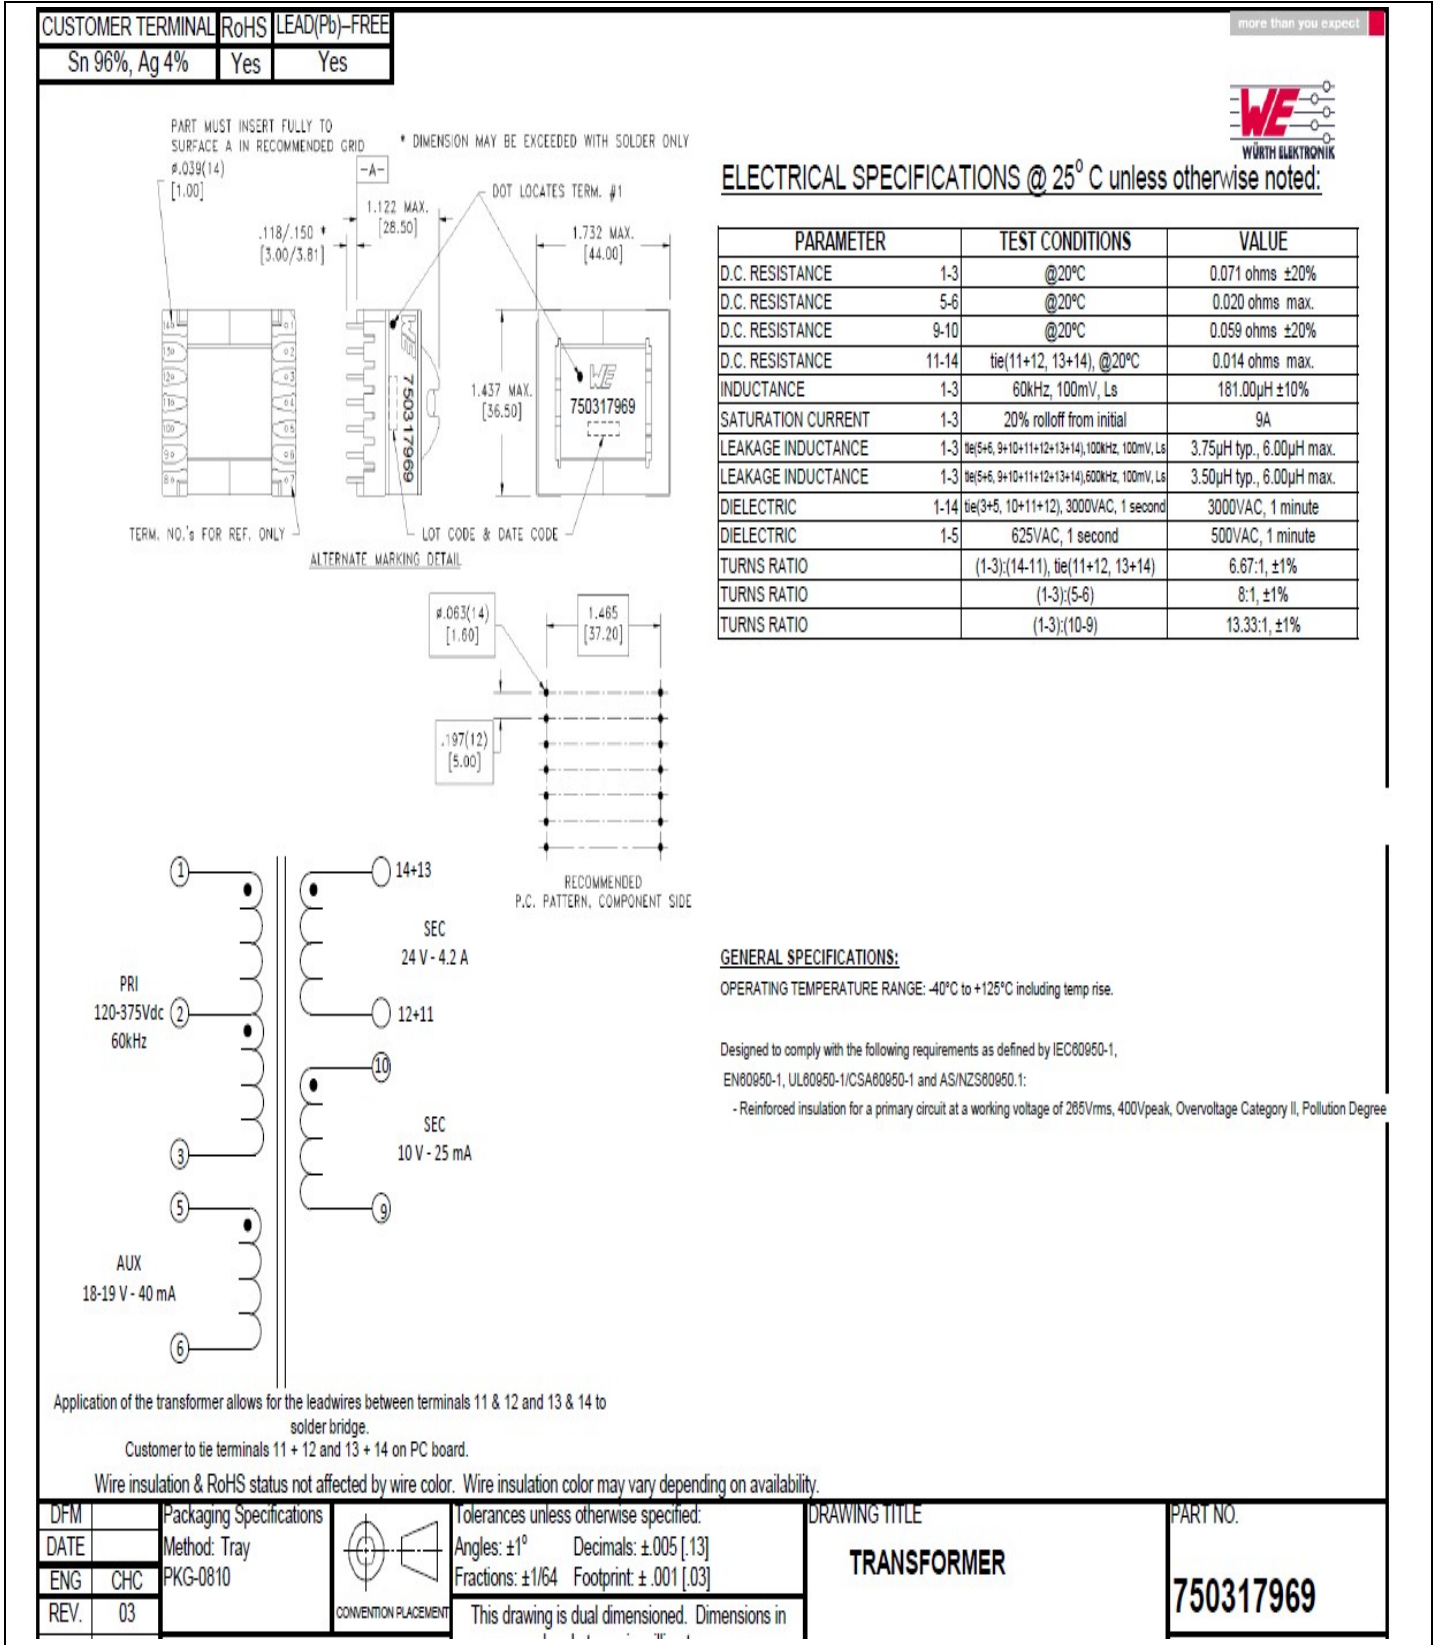 CUSTOMER TERMINAL RoHS LEAD(Pb)–FREE
Sn 96%, Ag 4% Yes Yes
more than you expect
WE
WÜRTH ELEKTRONIK
PART MUST INSERT FULLY TO
SURFACE A IN RECOMMENDED GRID
ø.039(14)
[1.00]
* DIMENSION MAY BE EXCEEDED WITH SOLDER ONLY
-A-
DOT LOCATES TERM. #1
1.122 MAX.
[28.50]
.118/.150 *
[3.00/3.81]
1.732 MAX.
[44.00]
1.437 MAX.
[36.50]
14 1
13 2
12 3
11 4
10 5
9 6
8 7
WE
750317969
WE
750317969
TERM. NO.'s FOR REF. ONLY
LOT CODE & DATE CODE
ALTERNATE MARKING DETAIL
ø.063(14)
[1.60]
1.465
[37.20]
.197(12)
[5.00]
RECOMMENDED
P.C. PATTERN, COMPONENT SIDE
ELECTRICAL SPECIFICATIONS @ 25° C unless otherwise noted:
PARAMETER TEST CONDITIONS VALUE
D.C. RESISTANCE 1-3 @20ºC 0.071 ohms ±20%
D.C. RESISTANCE 5-6 @20ºC 0.020 ohms max.
D.C. RESISTANCE 9-10 @20ºC 0.059 ohms ±20%
D.C. RESISTANCE 11-14 tie(11+12, 13+14), @20ºC 0.014 ohms max.
INDUCTANCE 1-3 60kHz, 100mV, Ls 181.00µH ±10%
SATURATION CURRENT 1-3 20% rolloff from initial 9A
LEAKAGE INDUCTANCE 1-3 tie(5+6, 9+10+11+12+13+14),100kHz, 100mV, Ls 3.75µH typ., 6.00µH max.
LEAKAGE INDUCTANCE 1-3 tie(5+6, 9+10+11+12+13+14),600kHz, 100mV, Ls 3.50µH typ., 6.00µH max.
DIELECTRIC 1-14 tie(3+5, 10+11+12), 3000VAC, 1 second 3000VAC, 1 minute
DIELECTRIC 1-5 625VAC, 1 second 500VAC, 1 minute
TURNS RATIO (1-3):(14-11), tie(11+12, 13+14) 6.67:1, ±1%
TURNS RATIO (1-3):(5-6) 8:1, ±1%
TURNS RATIO (1-3):(10-9) 13.33:1, ±1%
1
14+13
SEC
24 V - 4.2 A
PRI
120-375Vdc
60kHz
2
12+11
10
SEC
10 V - 25 mA
3
5
9
AUX
18-19 V - 40 mA
6
GENERAL SPECIFICATIONS:
OPERATING TEMPERATURE RANGE: -40°C to +125°C including temp rise.
Designed to comply with the following requirements as defined by IEC60950-1,
EN60950-1, UL60950-1/CSA60950-1 and AS/NZS60950.1:
- Reinforced insulation for a primary circuit at a working voltage of 265Vrms, 400Vpeak, Overvoltage Category II, Pollution Degree
Application of the transformer allows for the leadwires between terminals 11 & 12 and 13 & 14 to
solder bridge.
Customer to tie terminals 11 + 12 and 13 + 14 on PC board.
Wire insulation & RoHS status not affected by wire color. Wire insulation color may vary depending on availability.
DFM
DATE
ENG CHC
REV. 03
Packaging Specifications
Method: Tray
PKG-0810
CONVENTION PLACEMENT
Tolerances unless otherwise specified:
Angles: ±1° Decimals: ±.005 [.13]
Fractions: ±1/64 Footprint: ± .001 [.03]
This drawing is dual dimensioned. Dimensions in
DRAWING TITLE
TRANSFORMER
PART NO.
750317969